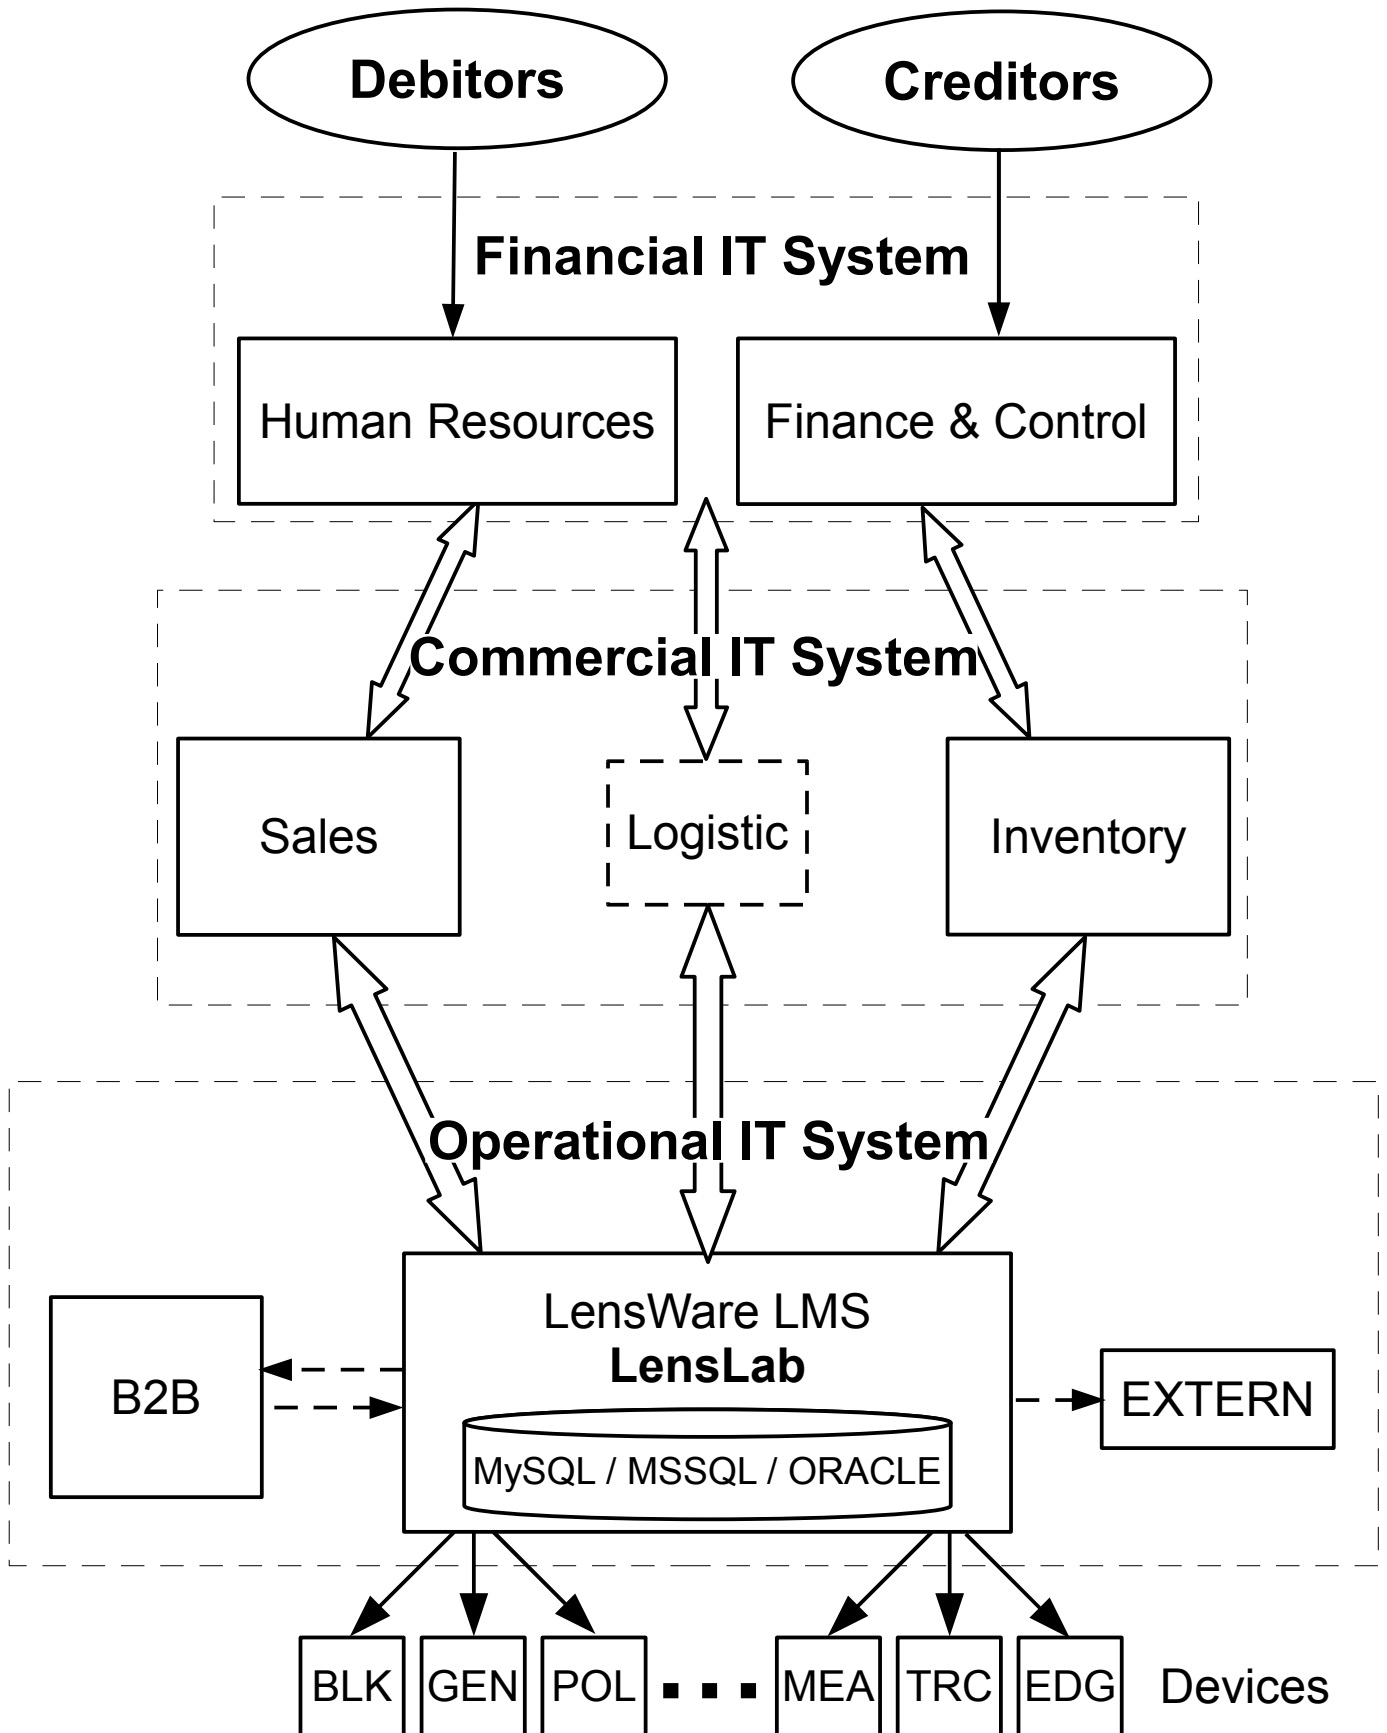 Debitors
Creditors
Financial IT System
Human Resources
Finance & Control
Commercial IT System
Sales
Logistic
Inventory
Operational IT System
LensWare LMS
LensLab
B2B
EXTERN
MySQL / MSSQL / ORACLE
BLK
GEN
POL
MEA
TRC
EDG
Devices